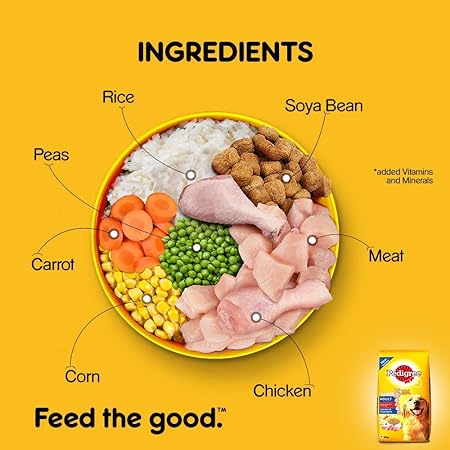 INGREDIENTS
Rice
Soya Bean
Peas
*added Vitamins
and Minerals
Carrot
Meat
Corn
Chicken
Pedigree
ADULT
Feed the good.™